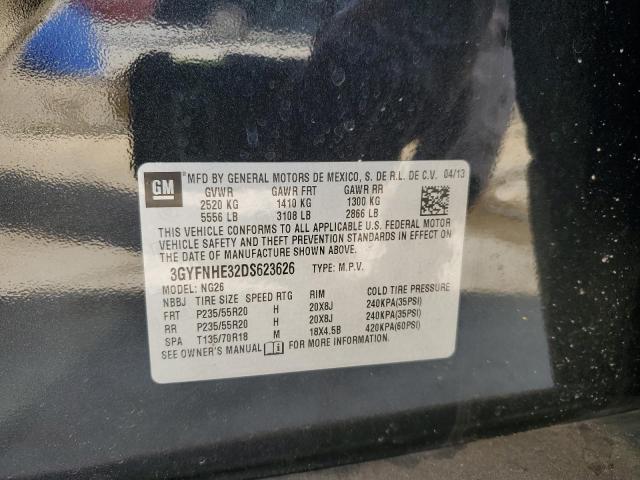 GM
MFD BY GENERAL MOTORS DE MEXICO, S. DE R.L. DE C.V. 04/13
GVWR GAWR FRT GAWR RR
2520 KG 1410 KG 1300 KG
5556 LB 3108 LB 2866 LB
THIS VEHICLE CONFORMS TO ALL APPLICABLE U.S. FEDERAL MOTOR
VEHICLE SAFETY AND THEFT PREVENTION STANDARDS IN EFFECT ON
THE DATE OF MANUFACTURE SHOWN ABOVE.
3GYFNHE32DS623626 TYPE: M.P.V.
MODEL: NG26
NBBJ TIRE SIZE SPEED RTG RIM COLD TIRE PRESSURE
FRT P235/55R20 H 20X8J 240KPA(35PSI)
RR P235/55R20 H 20X8J 240KPA(35PSI)
SPA T135/70R18 M 18X4.5B 420KPA(60PSI)
SEE OWNER'S MANUAL FOR MORE INFORMATION